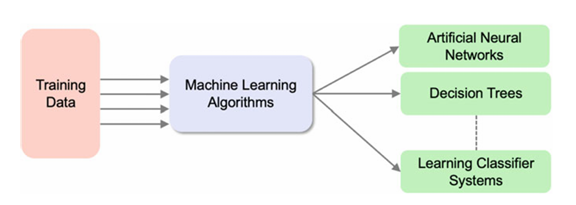 Training
Data
Machine Learning
Algorithms
Artificial Neural
Networks
Decision Trees
Learning Classifier
Systems